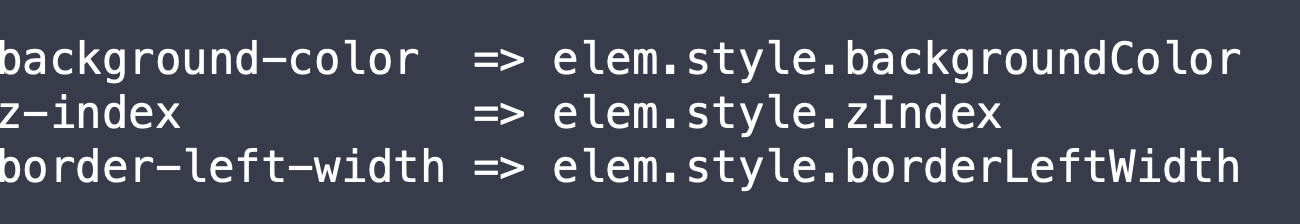 background-color  => elem.style.backgroundColor
z-index           => elem.style.zIndex
border-left-width => elem.style.borderLeftWidth